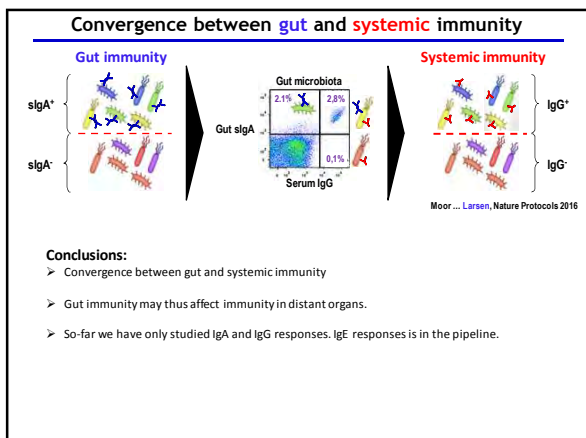 Convergence between gut and systemic immunity
Gut immunity
Systemic immunity
Gut microbiota
sIgA⁺
2.1%
2,8%
IgG⁺
Gut sIgA
sIgA⁻
0,1%
IgG⁻
Serum IgG
Moor ... Larsen, Nature Protocols 2016
Conclusions:
➤ Convergence between gut and systemic immunity
➤ Gut immunity may thus affect immunity in distant organs.
➤ So-far we have only studied IgA and IgG responses. IgE responses is in the pipeline.